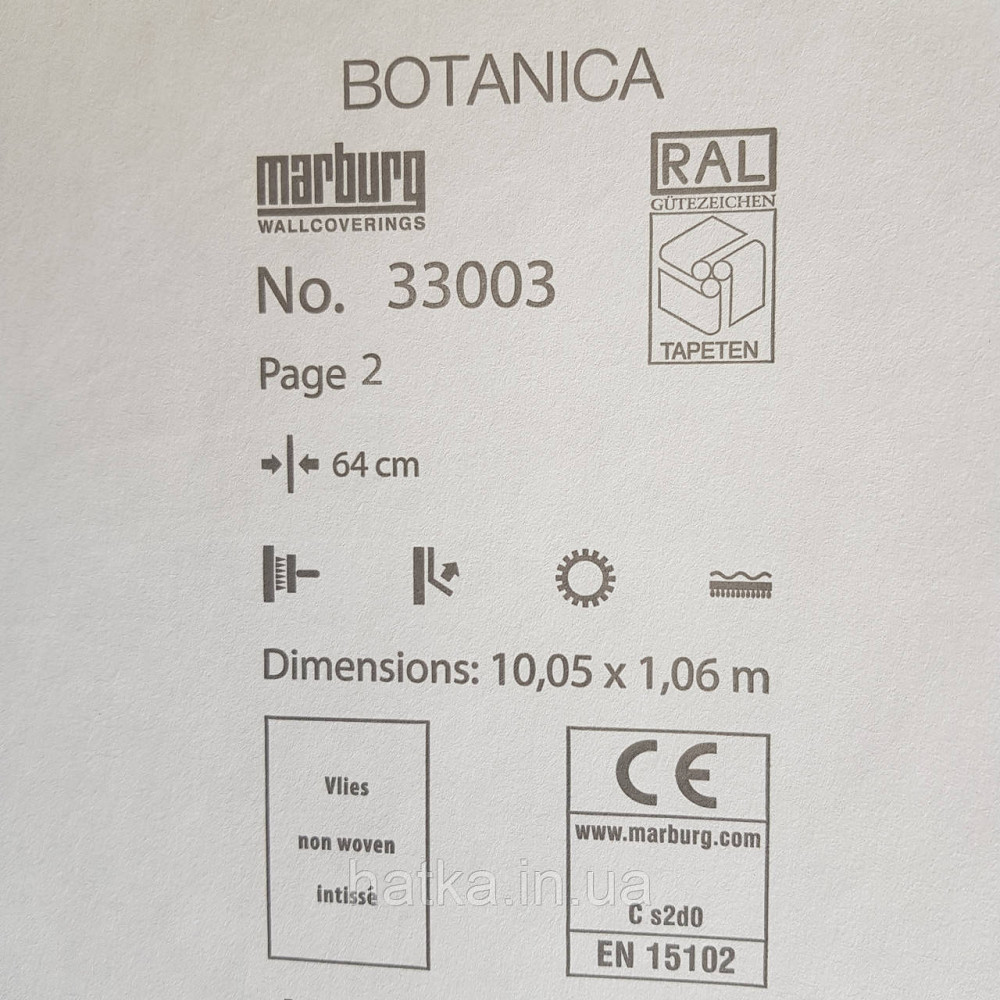 BOTANICA
marburg
WALLCOVERINGS
RAL
GÜTEZEICHEN
TAPETEN
No. 33003
Page 2
64 cm
Dimensions: 10,05 x 1,06 m
Vlies
non woven
intissé
CE
www.marburg.com
C s2d0
EN 15102
hatka.in.ua